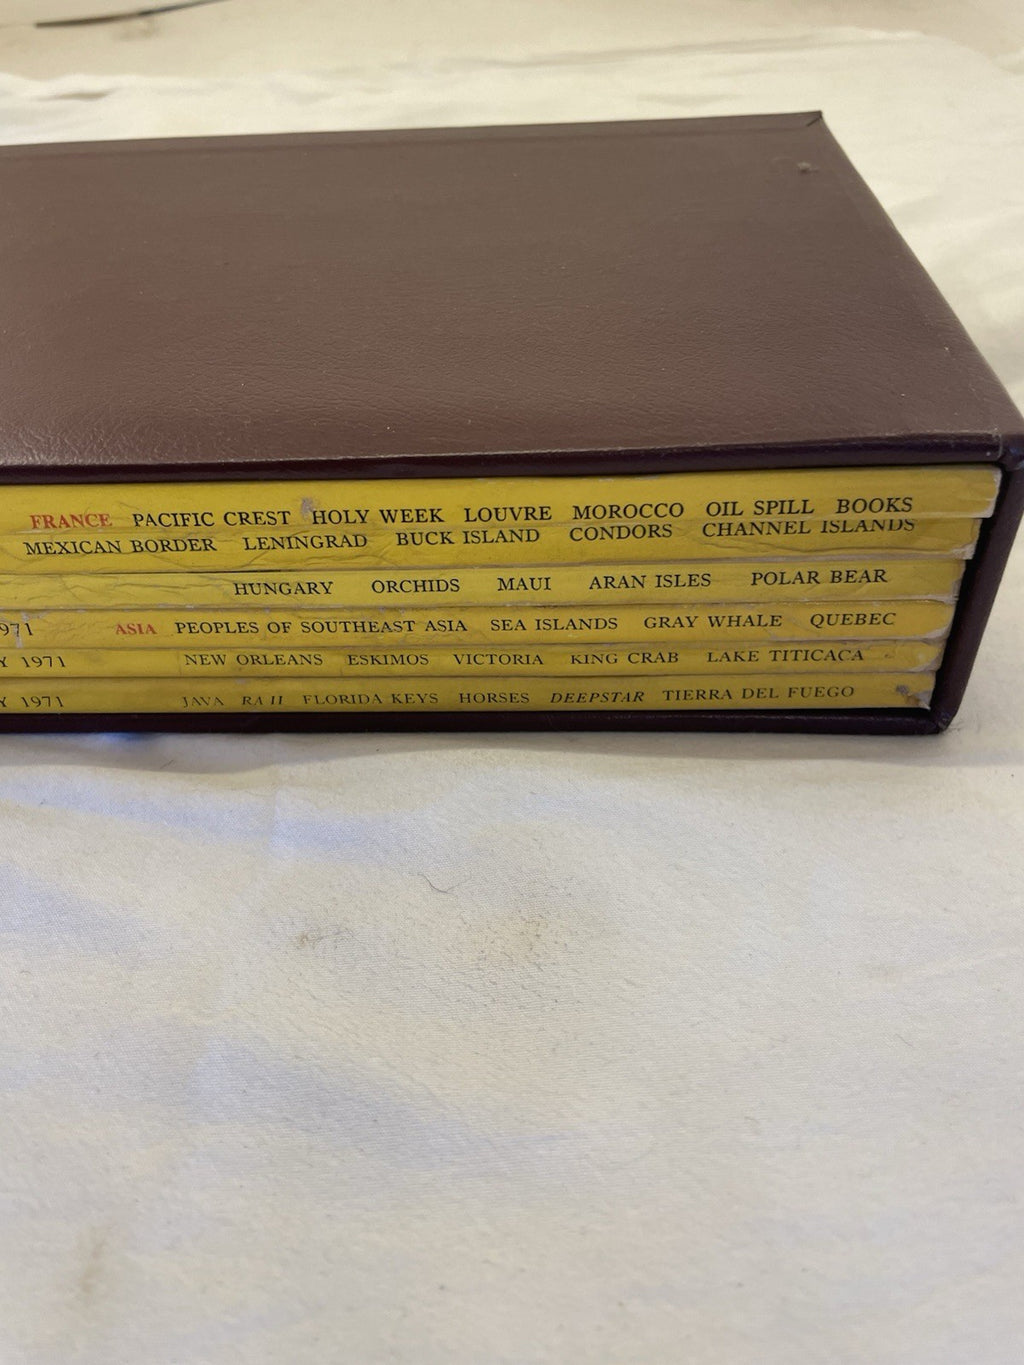 FRANCE PACIFIC CREST HOLY WEEK LOUVRE MOROCCO OIL SPILL BOOKS
MEXICAN BORDER LENINGRAD BUCK ISLAND CONDORS CHANNEL ISLANDS
HUNGARY ORCHIDS MAUI ARAN ISLES POLAR BEAR
971 ASIA PEOPLES OF SOUTHEAST ASIA SEA ISLANDS GRAY WHALE QUEBEC
Y 1971 NEW ORLEANS ESKIMOS VICTORIA KING CRAB LAKE TITICACA
Y 1971 JAVA RA II FLORIDA KEYS HORSES DEEPSTAR TIERRA DEL FUEGO